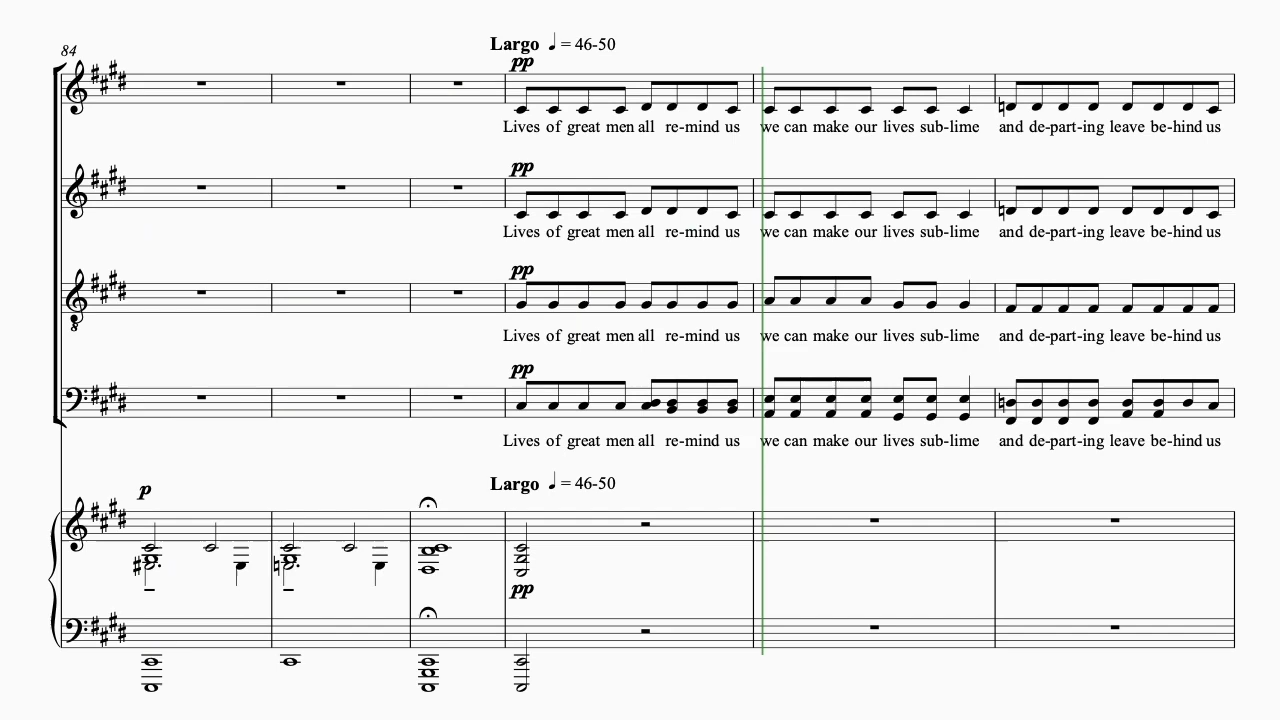 84
Largo ♩ = 46-50
pp
Lives of great men all re-mind us we can make our lives sub-lime and de-part-ing leave be-hind us
pp
Lives of great men all re-mind us we can make our lives sub-lime and de-part-ing leave be-hind us
pp
Lives of great men all re-mind us we can make our lives sub-lime and de-part-ing leave be-hind us
pp
Lives of great men all re-mind us we can make our lives sub-lime and de-part-ing leave be-hind us
Largo ♩ = 46-50
p
pp